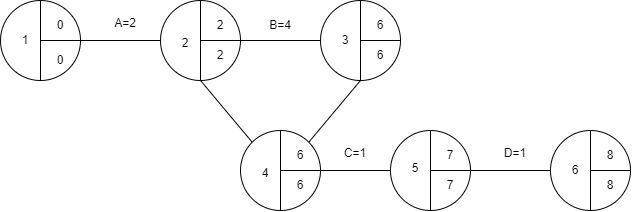 1 0 0 A=2 2 2 2 B=4 3 6 6
4 6 6 C=1 5 7 7 D=1 6 8 8